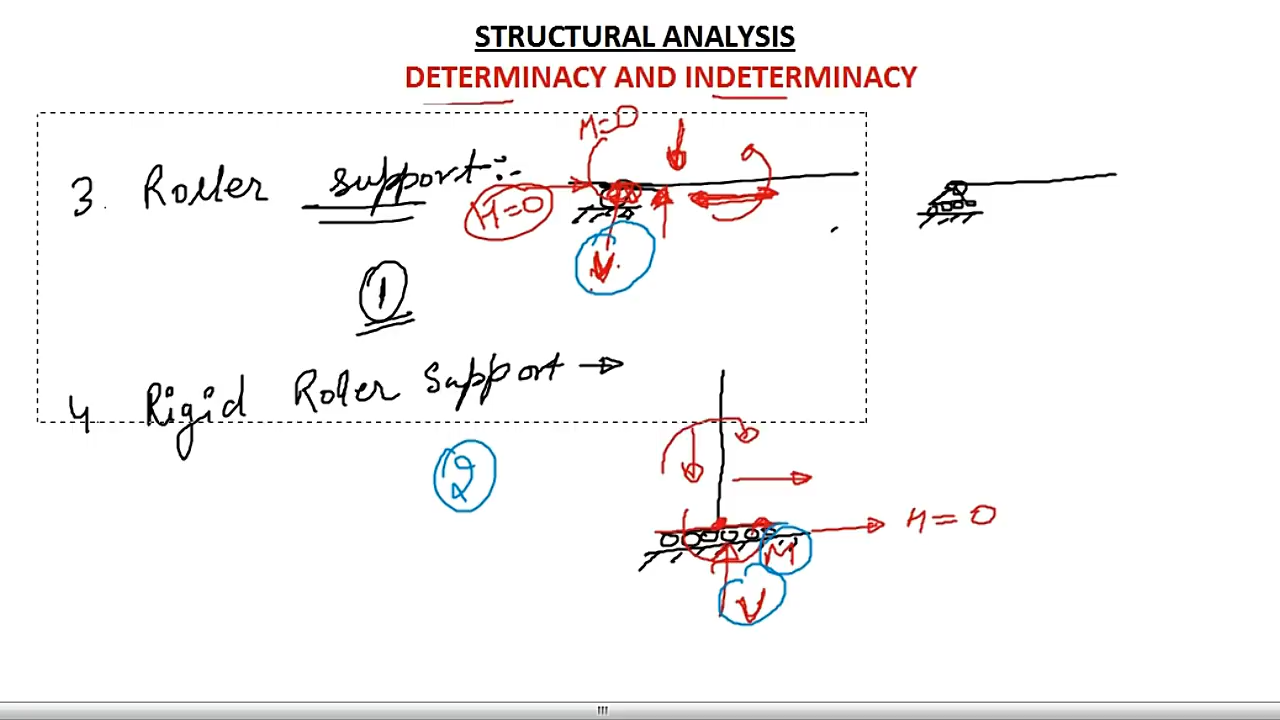 STRUCTURAL ANALYSIS
DETERMINACY AND INDETERMINACY
M=0
3. Roller support:-
H=0
V
1
4. Rigid Roller Support →
2
H=0
M
V